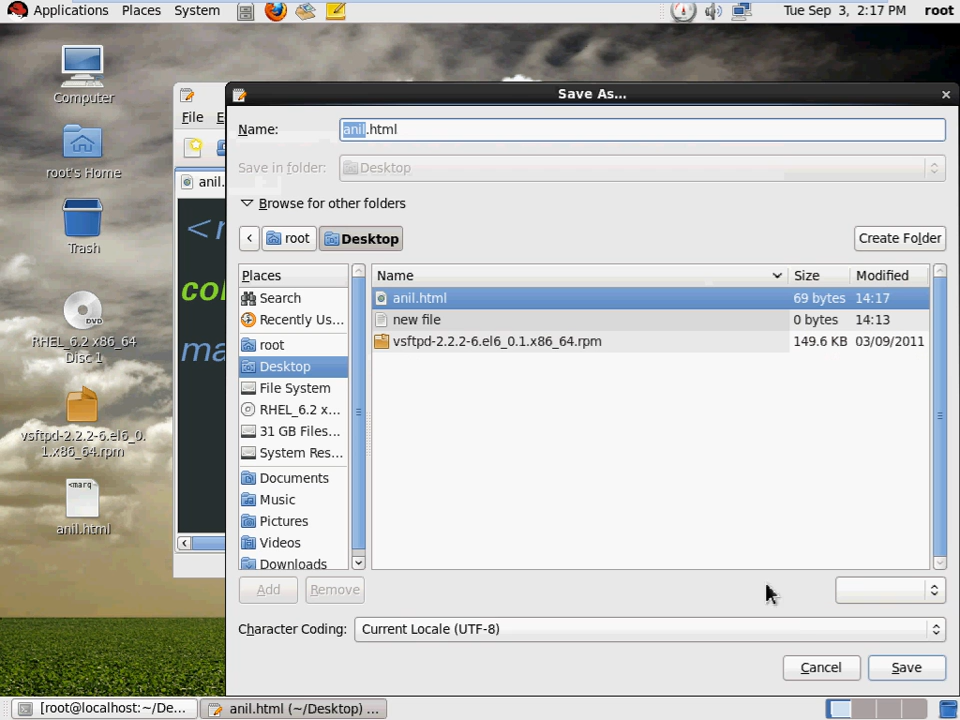 Applications Places System Tue Sep 3, 2:17 PM root
Computer
root's Home
Trash
DVD
RHEL_6.2 x86_64
Disc 1
vsftpd-2.2.2-6.el6_0.
1.x86_64.rpm
<marq
anil.html
File E
anil.
<
col
ma
Save As...
Name: anil.html
Save in folder: Desktop
Browse for other folders
root Desktop Create Folder
Places Name Size Modified
Search
Recently Us...
root
Desktop
File System
RHEL_6.2 x...
31 GB Files...
System Res...
Documents
Music
Pictures
Videos
Downloads
anil.html 69 bytes 14:17
new file 0 bytes 14:13
vsftpd-2.2.2-6.el6_0.1.x86_64.rpm 149.6 KB 03/09/2011
Add Remove
Character Coding: Current Locale (UTF-8)
Cancel Save
[root@localhost:~/De... anil.html (~/Desktop) ...